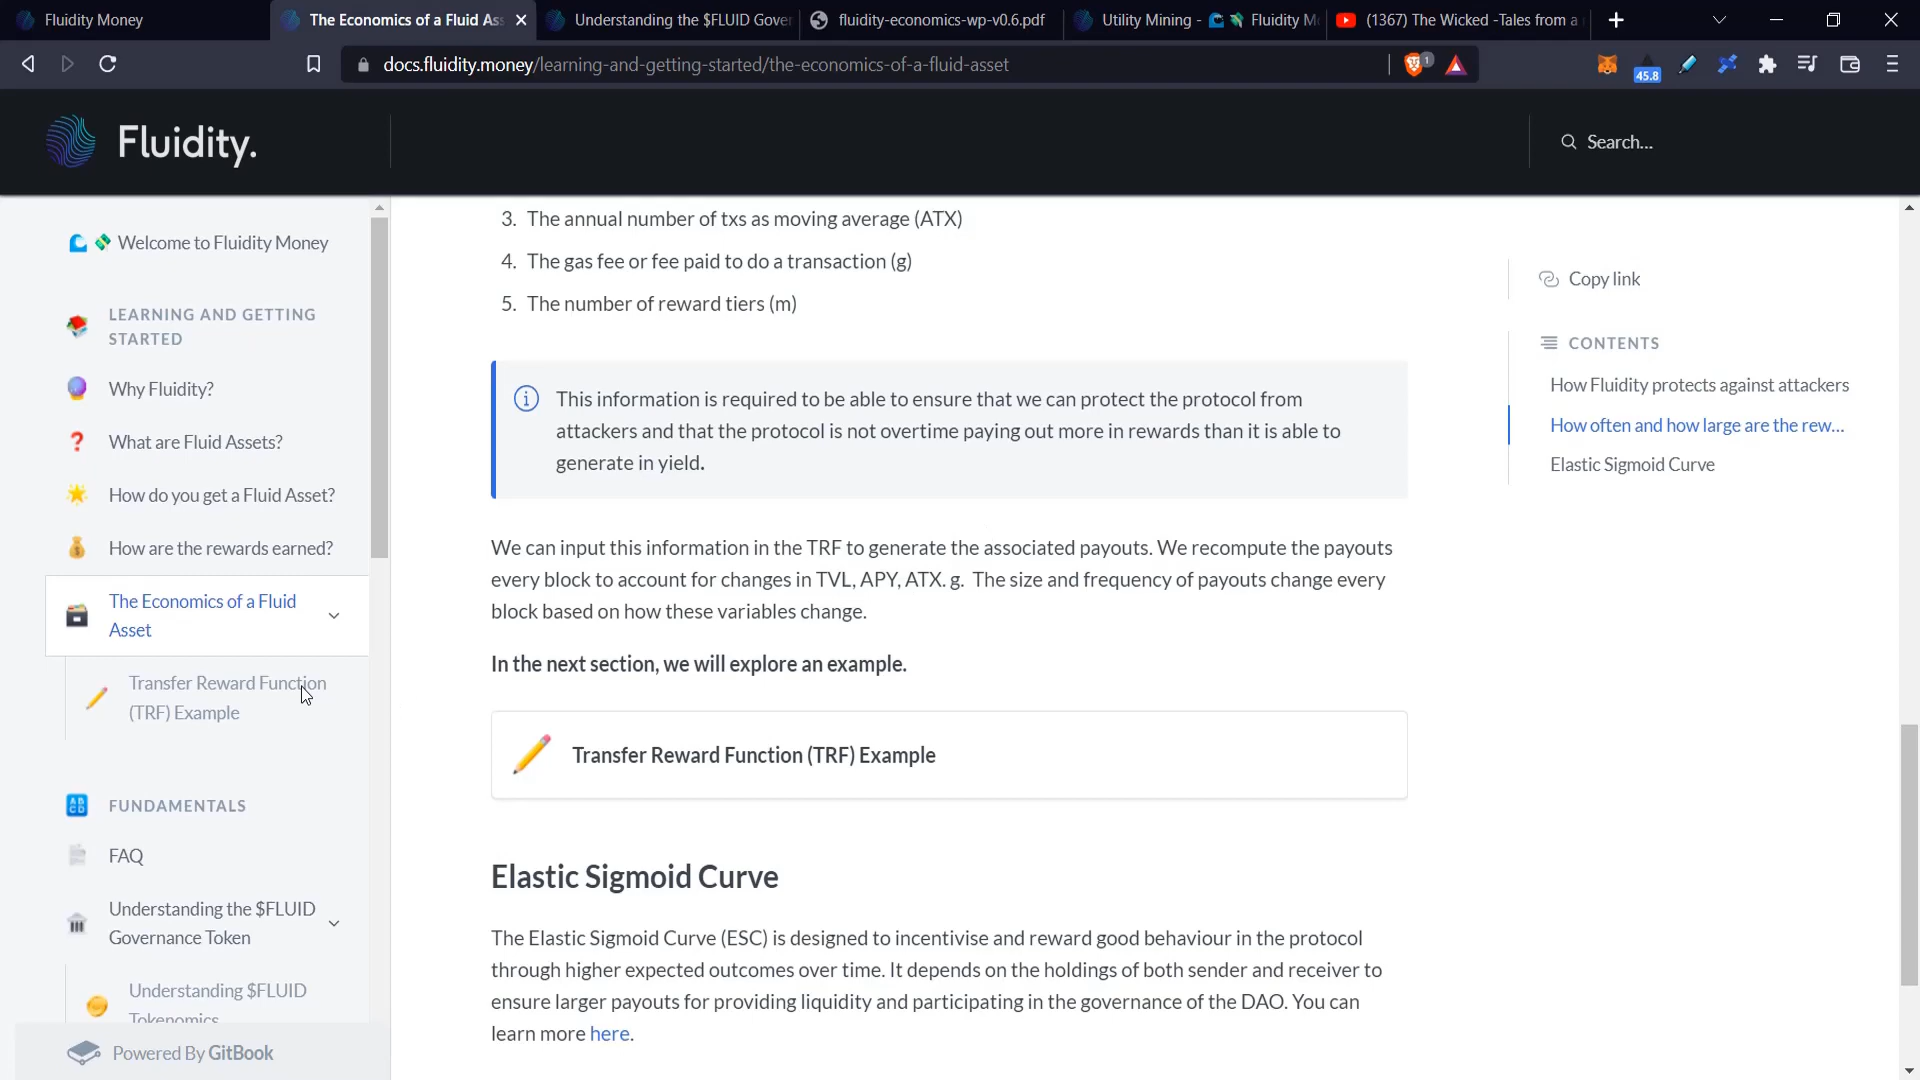 Fluidity Money
The Economics of a Fluid Ass
Understanding the $FLUID Gover
fluidity-economics-wp-v0.6.pdf
Utility Mining - 🌊💸 Fluidity M
(1367) The Wicked -Tales from a
docs.fluidity.money/learning-and-getting-started/the-economics-of-a-fluid-asset
1
45.8
Fluidity.
Search...
Welcome to Fluidity Money
LEARNING AND GETTING
STARTED
Why Fluidity?
What are Fluid Assets?
How do you get a Fluid Asset?
How are the rewards earned?
The Economics of a Fluid
Asset
Transfer Reward Function
(TRF) Example
FUNDAMENTALS
FAQ
Understanding the $FLUID
Governance Token
Understanding $FLUID
Tokenomics
Powered By GitBook
3. The annual number of txs as moving average (ATX)
4. The gas fee or fee paid to do a transaction (g)
5. The number of reward tiers (m)
This information is required to be able to ensure that we can protect the protocol from
attackers and that the protocol is not overtime paying out more in rewards than it is able to
generate in yield.
We can input this information in the TRF to generate the associated payouts. We recompute the payouts
every block to account for changes in TVL, APY, ATX. g. The size and frequency of payouts change every
block based on how these variables change.
In the next section, we will explore an example.
Transfer Reward Function (TRF) Example
Elastic Sigmoid Curve
The Elastic Sigmoid Curve (ESC) is designed to incentivise and reward good behaviour in the protocol
through higher expected outcomes over time. It depends on the holdings of both sender and receiver to
ensure larger payouts for providing liquidity and participating in the governance of the DAO. You can
learn more here.
Copy link
CONTENTS
How Fluidity protects against attackers
How often and how large are the rew...
Elastic Sigmoid Curve